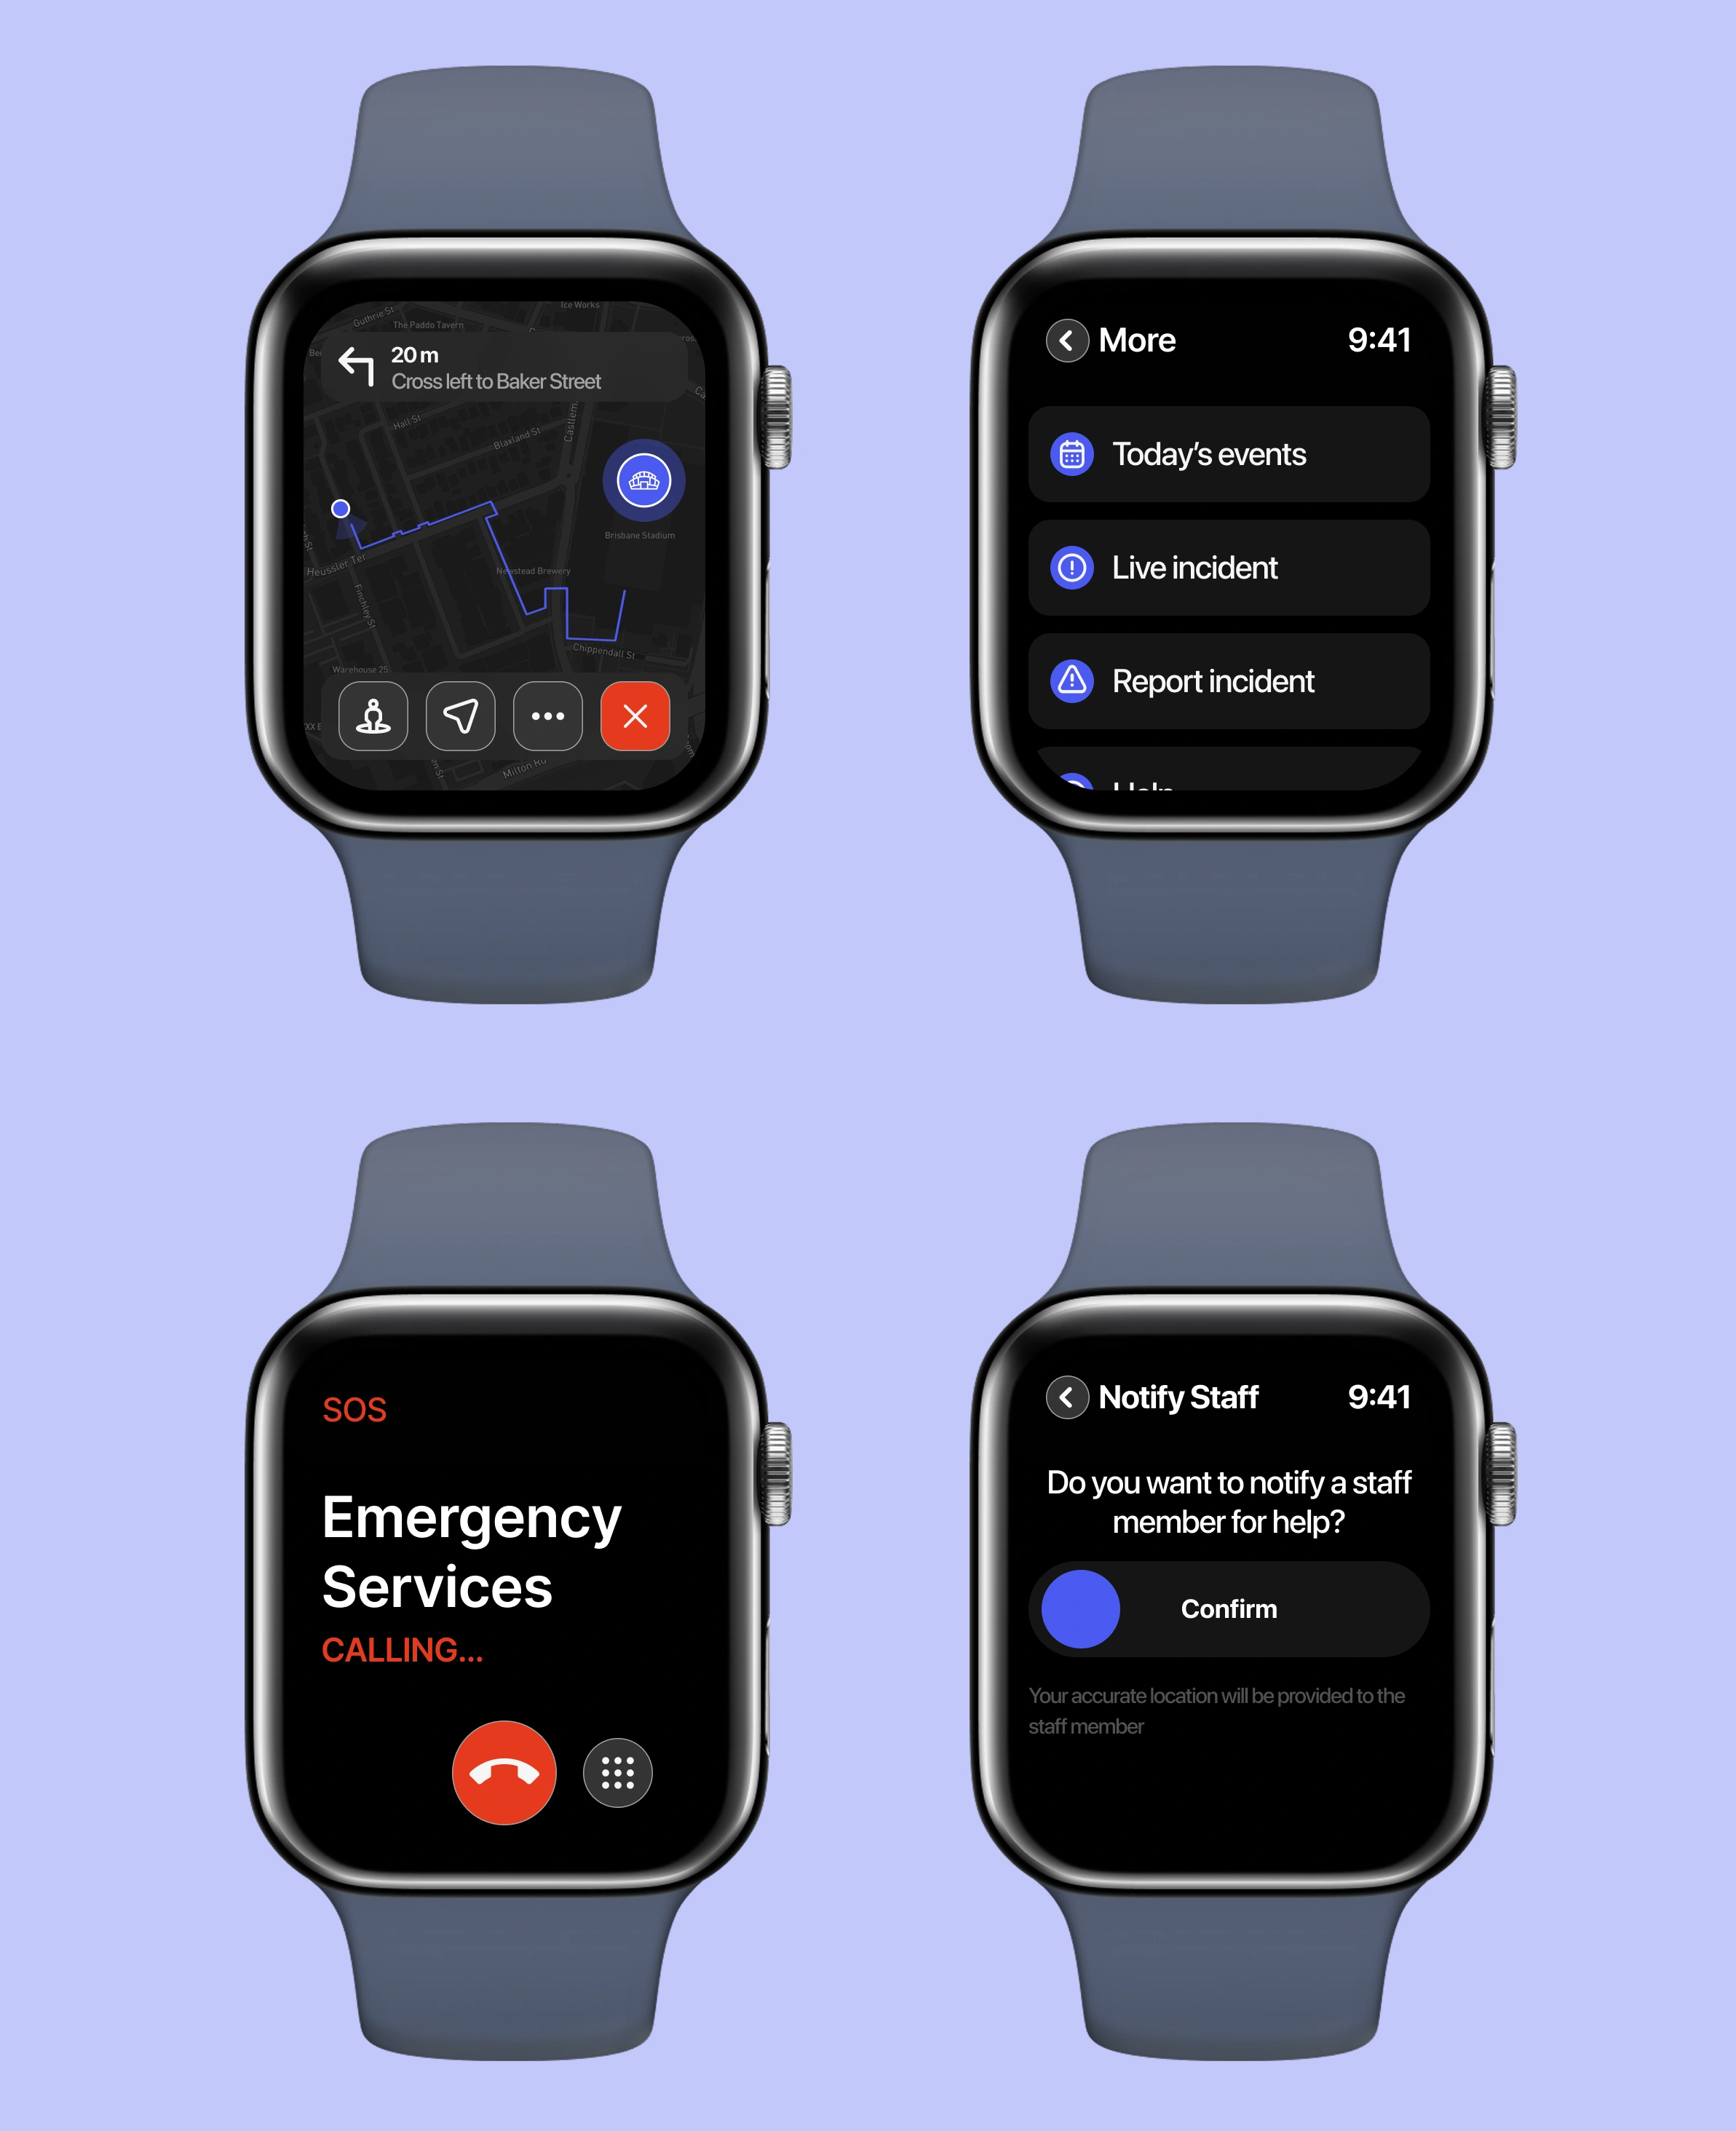 Ice Works
Guthrie St
The Paddo Tavern
20 m
Cross left to Baker Street
Hall St
Blaxland St
Brisbane Stadium
Newstead Brewery
Heussler Ter
Finchley St
Chippendall St
Warehouse 25
Milton Rd
More
9:41
Today’s events
Live incident
Report incident
Help
SOS
Emergency
Services
CALLING...
Notify Staff
9:41
Do you want to notify a staff
member for help?
Confirm
Your accurate location will be provided to the
staff member